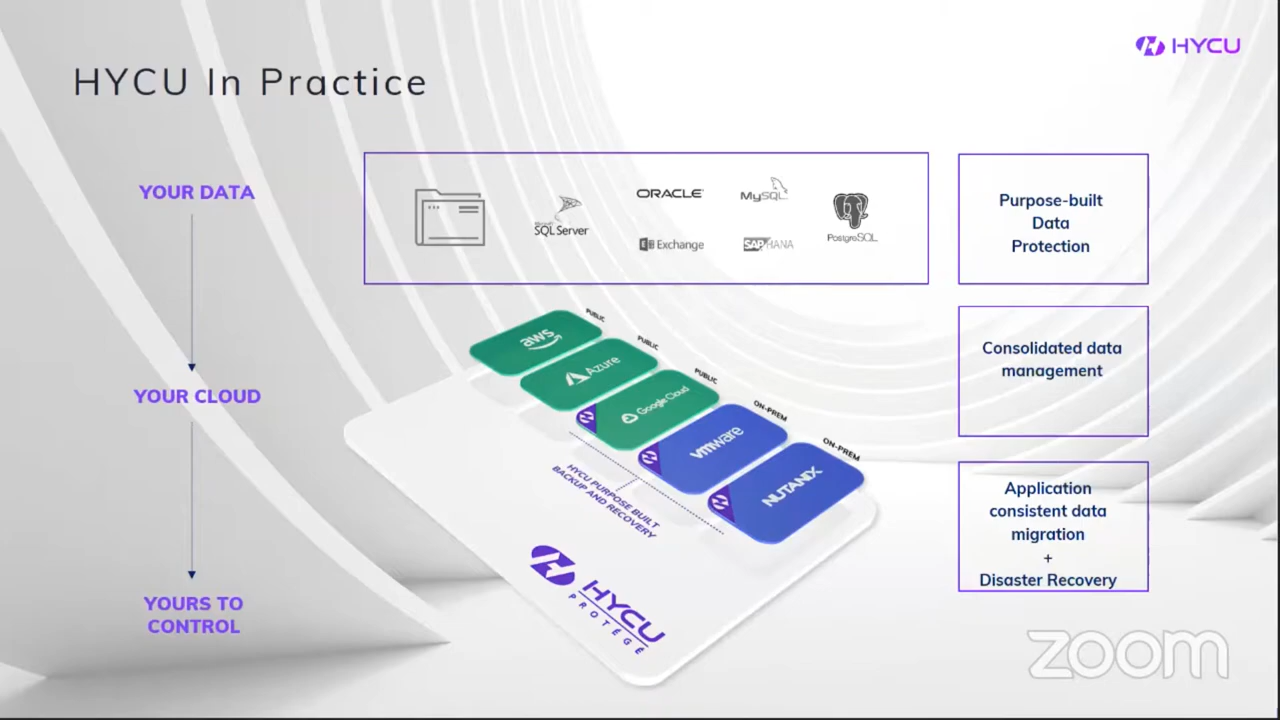 HYCU
HYCU In Practice
YOUR DATA
YOUR CLOUD
YOURS TO
CONTROL
ORACLE
MySQL
Microsoft
SQL Server
Exchange
SAP HANA
PostgreSQL
Purpose-built
Data
Protection
Consolidated data
management
Application
consistent data
migration
+
Disaster Recovery
PUBLIC
aws
PUBLIC
Azure
PUBLIC
Google Cloud
ON-PREM
vmware
ON-PREM
NUTANIX
HYCU PURPOSE BUILT
BACKUP AND RECOVERY
HYCU
PROTÉGÉ
zoom